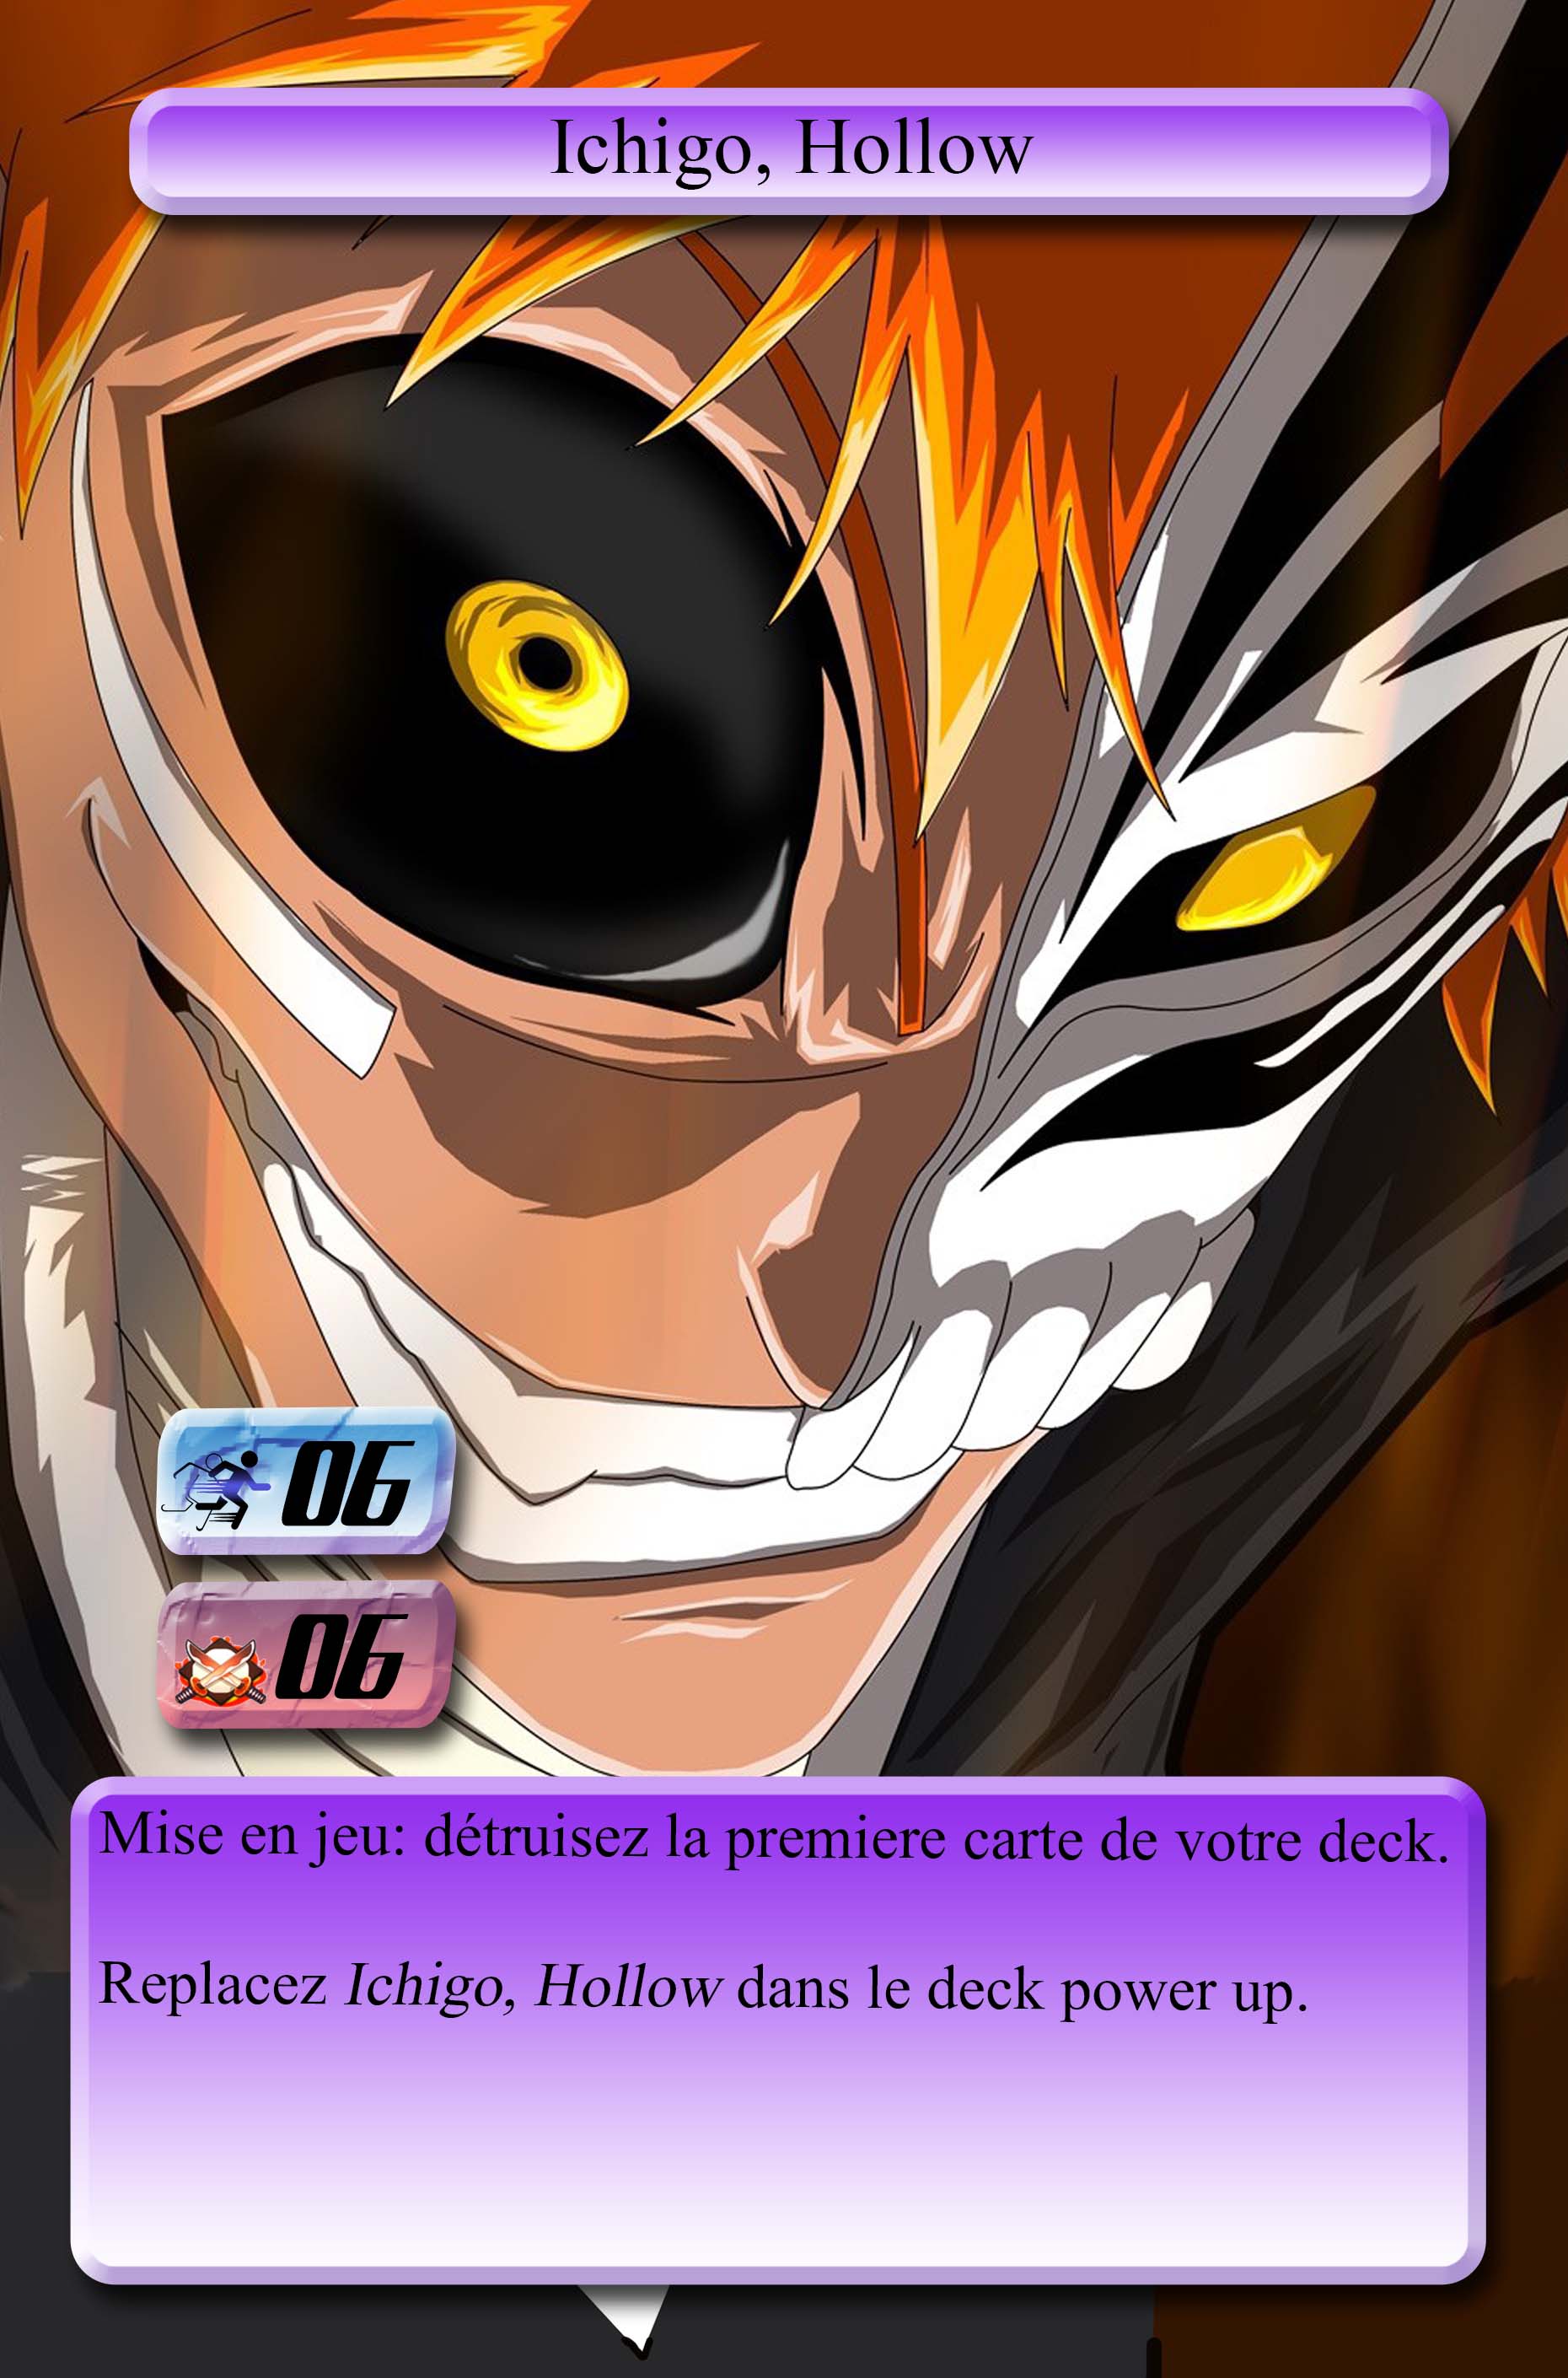 Ichigo, Hollow
06
06
Mise en jeu: détruisez la premiere carte de votre deck.
Replacez Ichigo, Hollow dans le deck power up.